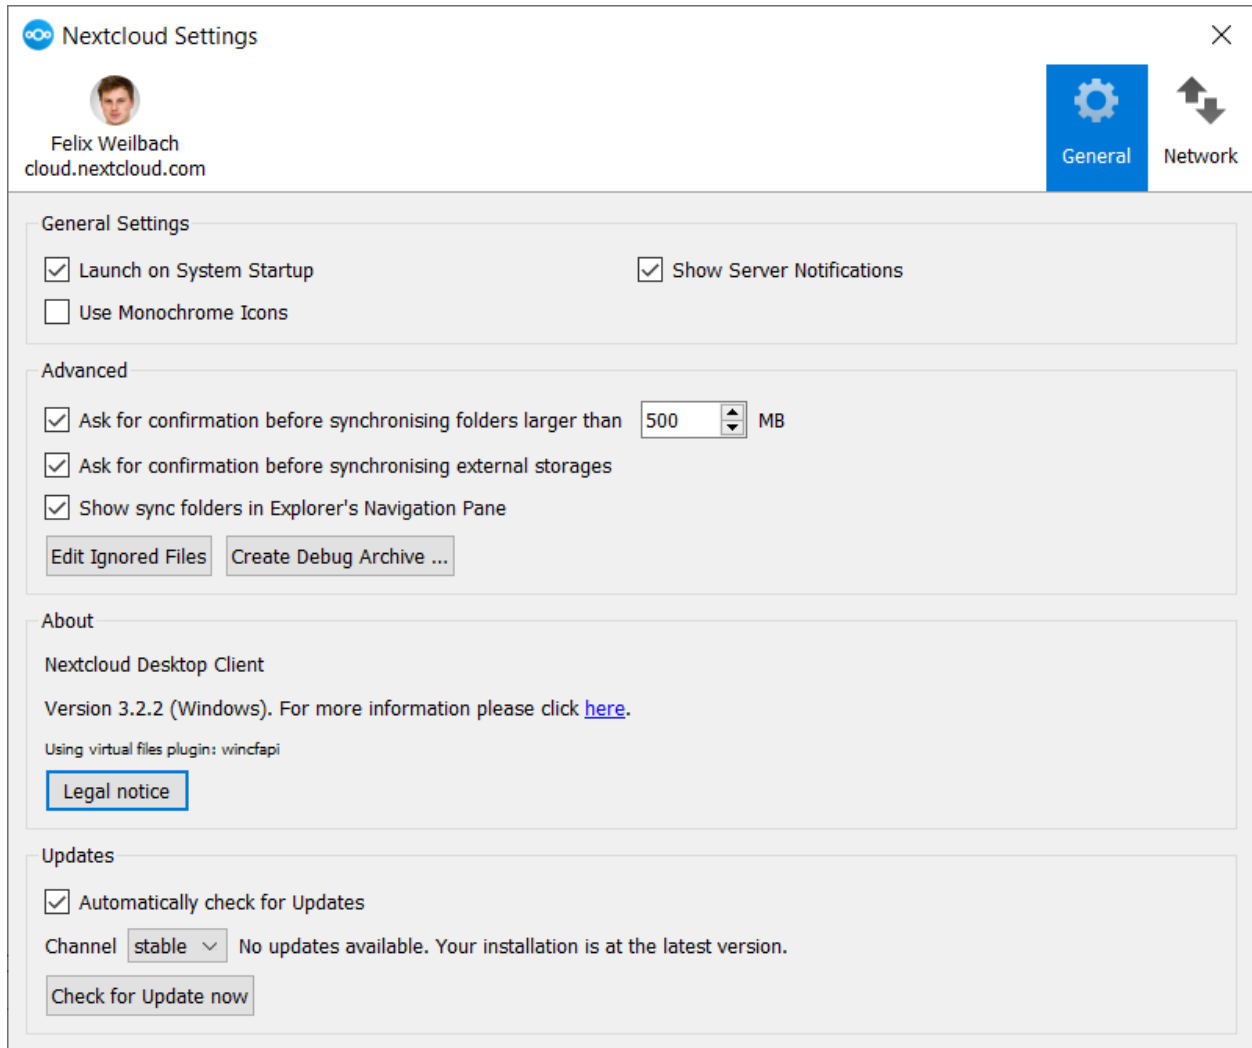 Nextcloud Settings
Felix Weilbach
cloud.nextcloud.com
General
Network
General Settings
Launch on System Startup
Show Server Notifications
Use Monochrome Icons
Advanced
Ask for confirmation before synchronising folders larger than 500 MB
Ask for confirmation before synchronising external storages
Show sync folders in Explorer's Navigation Pane
Edit Ignored Files
Create Debug Archive ...
About
Nextcloud Desktop Client
Version 3.2.2 (Windows). For more information please click here.
Using virtual files plugin: wincfapi
Legal notice
Updates
Automatically check for Updates
Channel stable No updates available. Your installation is at the latest version.
Check for Update now